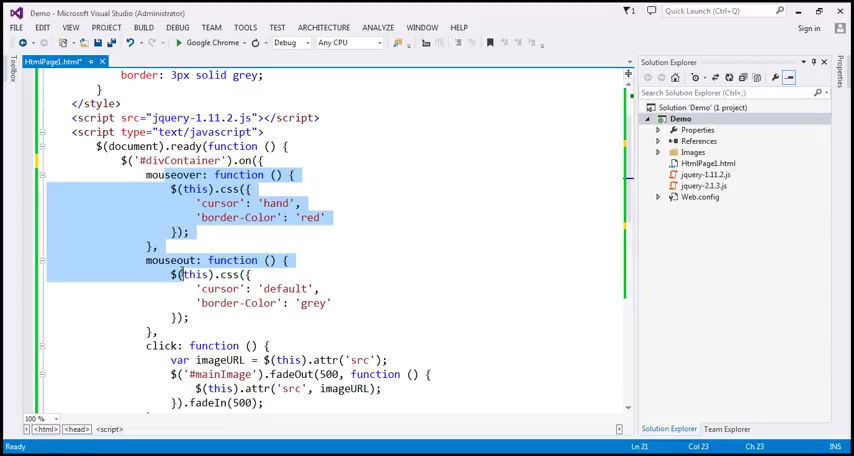 Demo - Microsoft Visual Studio (Administrator)
1
Quick Launch (Ctrl+Q)
FILE EDIT VIEW PROJECT BUILD DEBUG TEAM TOOLS TEST ARCHITECTURE ANALYZE WINDOW HELP
Sign in
Google Chrome Debug Any CPU
Toolbox
HtmlPage1.html*
border: 3px solid grey;
}
</style>
<script src="jquery-1.11.2.js"></script>
<script type="text/javascript">
$(document).ready(function () {
$('#divContainer').on({
mouseover: function () {
$(this).css({
'cursor': 'hand',
'border-Color': 'red'
});
},
mouseout: function () {
$(this).css({
'cursor': 'default',
'border-Color': 'grey'
});
},
click: function () {
var imageURL = $(this).attr('src');
$('#mainImage').fadeOut(500, function () {
$(this).attr('src', imageURL);
}).fadeIn(500);
100 %
<html> <head> <script>
Solution Explorer
Search Solution Explorer (Ctrl+;)
Solution 'Demo' (1 project)
Demo
Properties
References
Images
HtmlPage1.html
jquery-1.11.2.js
jquery-2.1.3.js
Web.config
Solution Explorer Team Explorer
Properties
Ready Ln 21 Col 23 Ch 23 INS